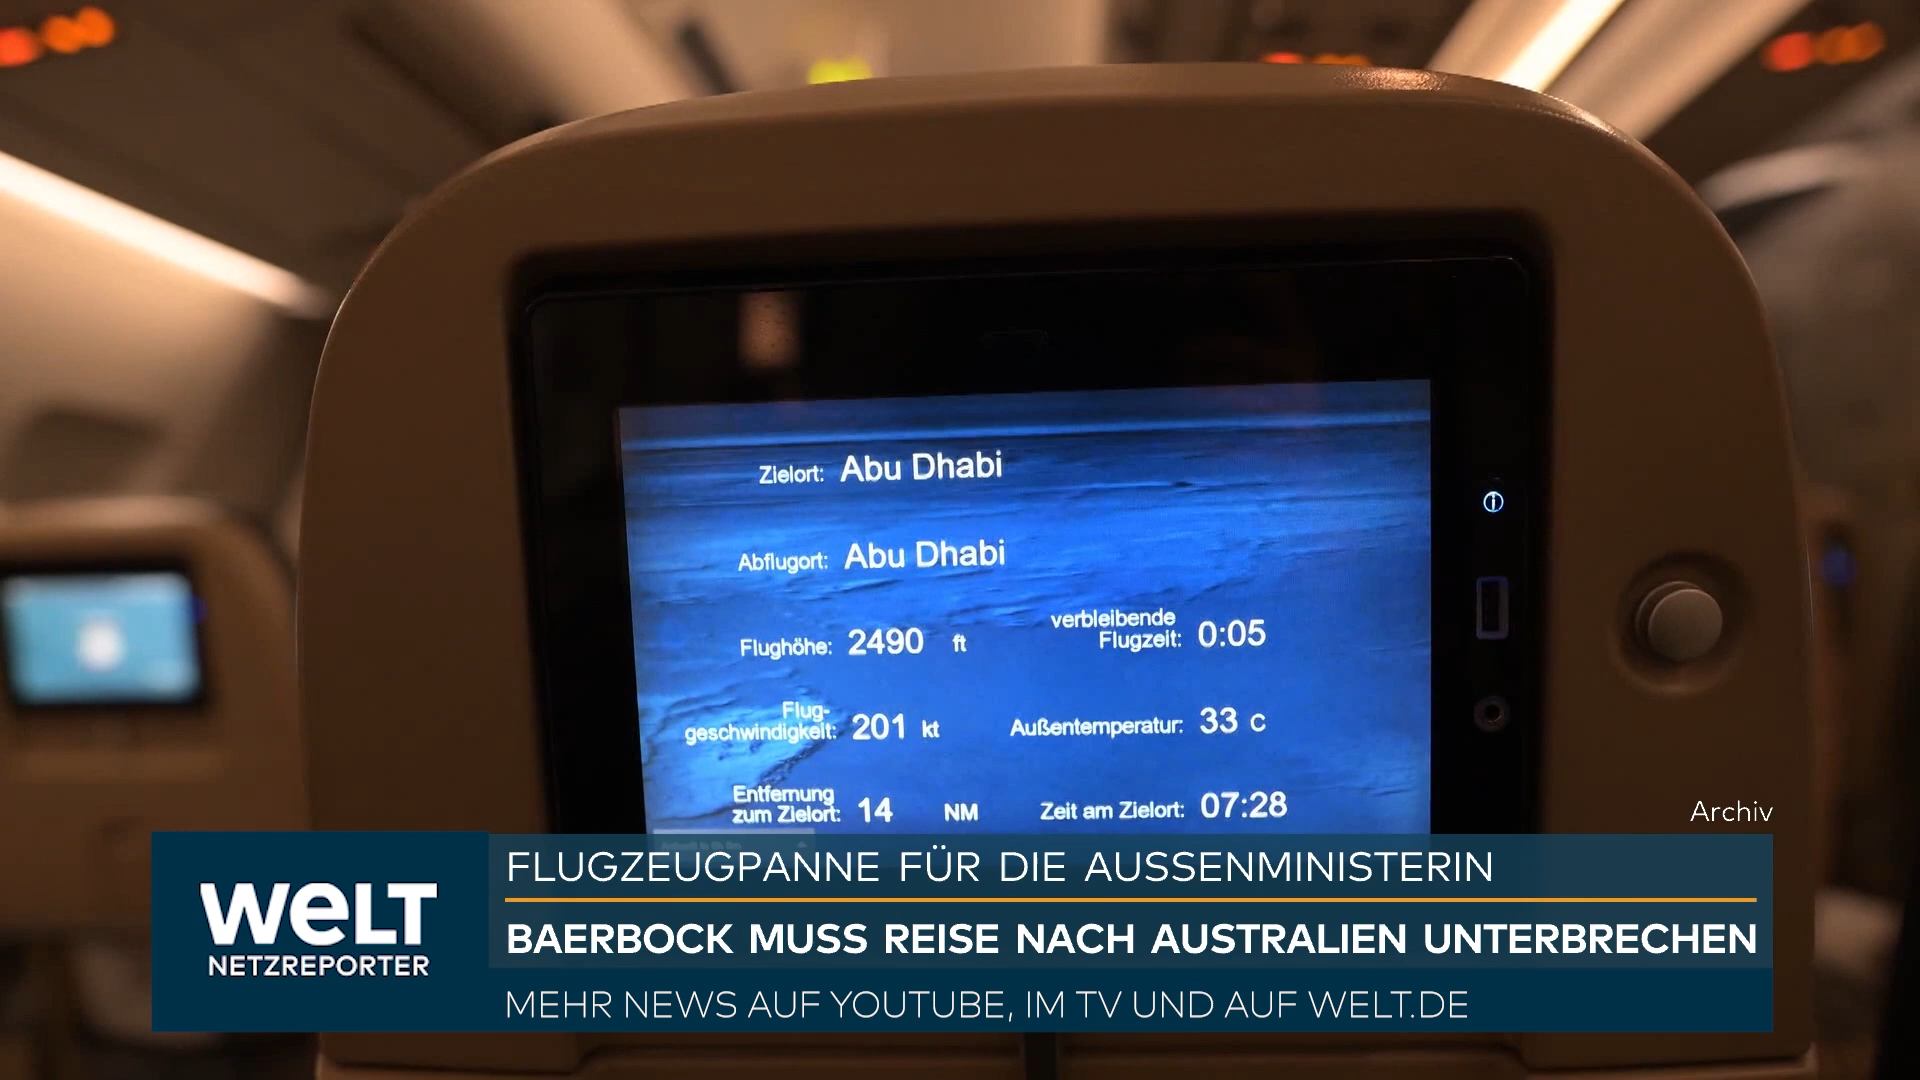 Zielort: Abu Dhabi
Abflugort: Abu Dhabi
Flughöhe: 2490 ft
verbleibende
Flugzeit: 0:05
Flug-
geschwindigkeit: 201 kt
Außentemperatur: 33 C
Entfernung
zum Zielort: 14 NM
Zeit am Zielort: 07:28
Archiv
WELT
NETZREPORTER
FLUGZEUGPANNE FÜR DIE AUSSENMINISTERIN
BAERBOCK MUSS REISE NACH AUSTRALIEN UNTERBRECHEN
MEHR NEWS AUF YOUTUBE, IM TV UND AUF WELT.DE